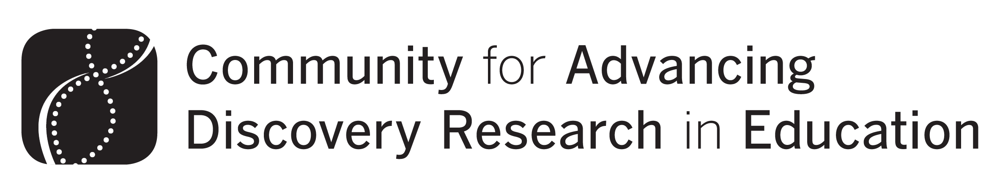 Community for Advancing
Discovery Research in Education